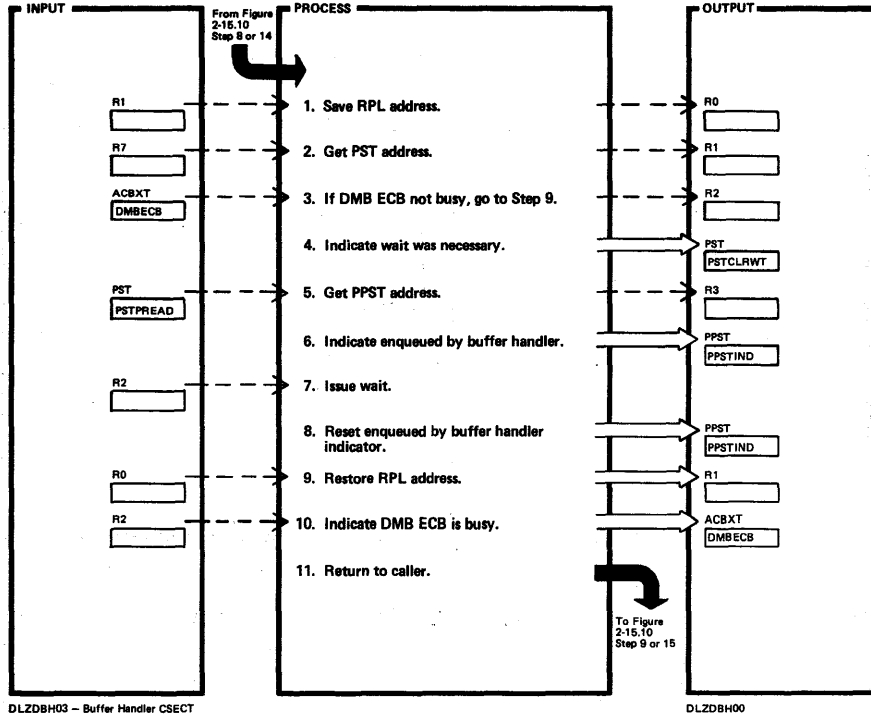 INPUT
From Figure
2-15.10
Step 8 or 14
PROCESS
OUTPUT
R1
1. Save RPL address.
R0
R7
2. Get PST address.
R1
ACBXT
DMBECB
3. If DMB ECB not busy, go to Step 9.
R2
4. Indicate wait was necessary.
PST
PSTCLRWT
PST
PSTPREAD
5. Get PPST address.
R3
6. Indicate enqueued by buffer handler.
PPST
PPSTIND
R2
7. Issue wait.
8. Reset enqueued by buffer handler
indicator.
PPST
PPSTIND
R0
9. Restore RPL address.
R1
R2
10. Indicate DMB ECB is busy.
ACBXT
DMBECB
11. Return to caller.
To Figure
2-15.10
Step 9 or 15
DLZDBH03 – Buffer Handler CSECT
DLZDBH00